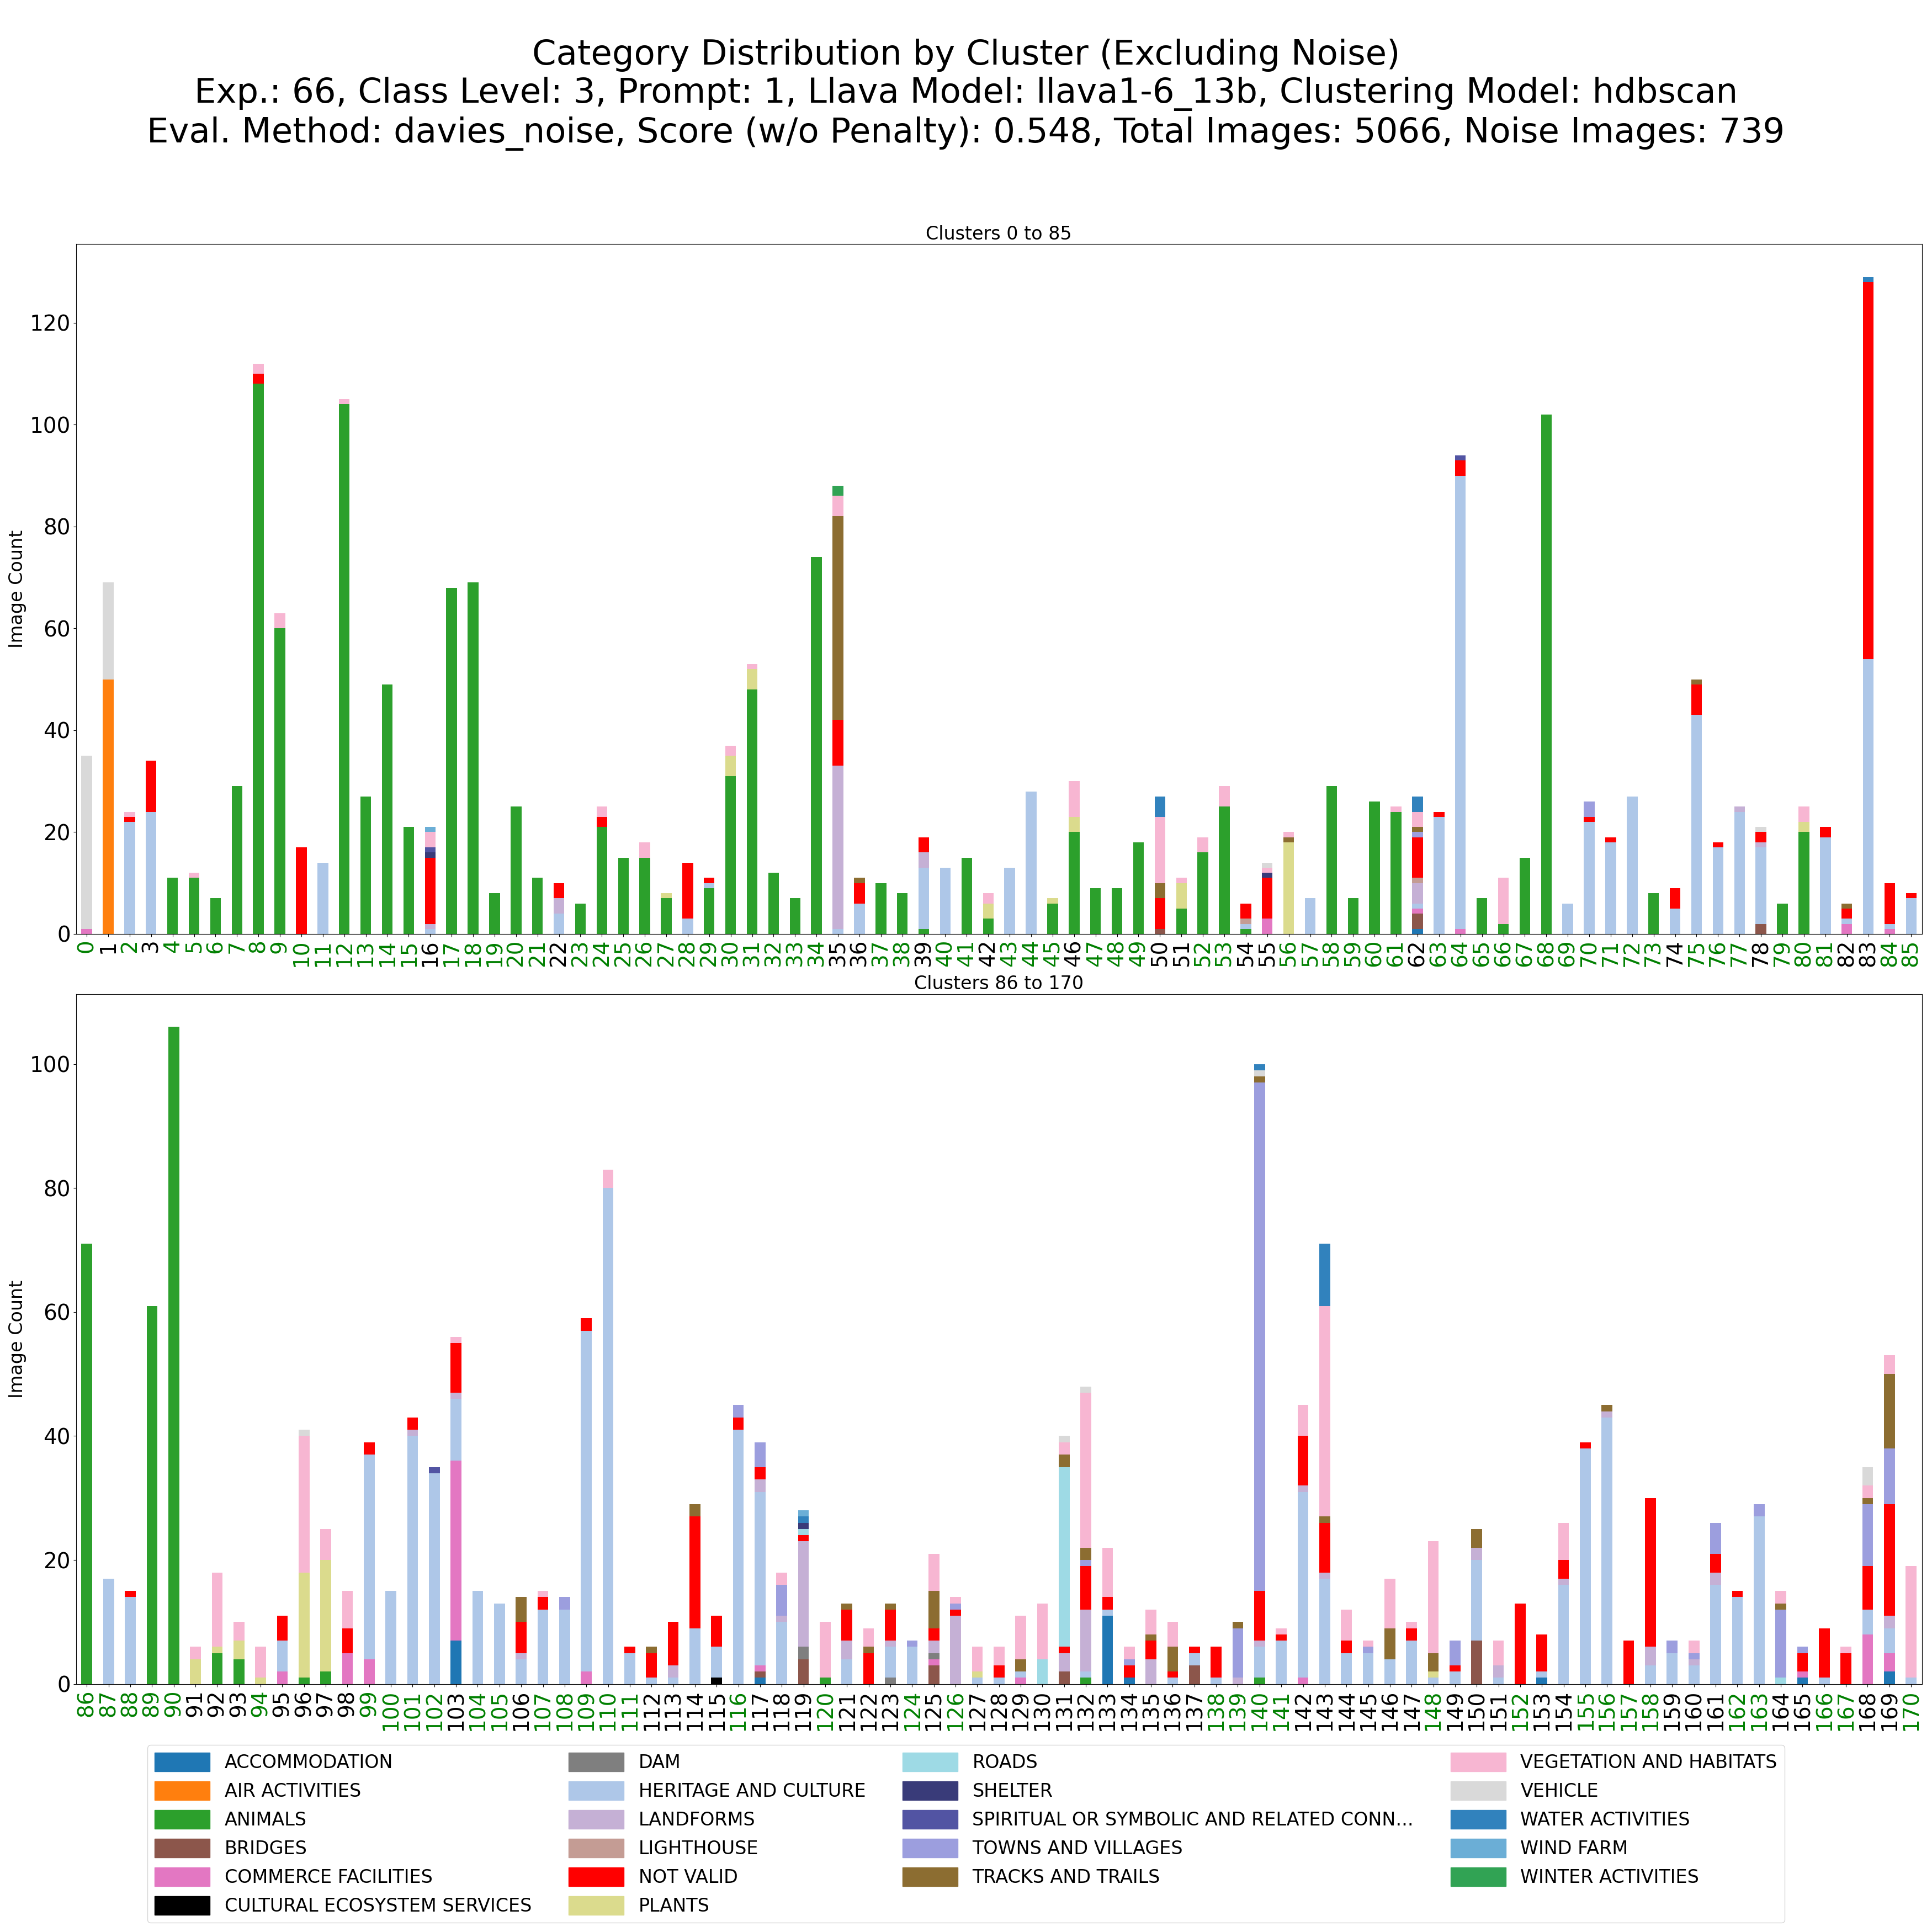 Category Distribution by Cluster (Excluding Noise)
Exp.: 66, Class Level: 3, Prompt: 1, Llava Model: llava1-6_13b, Clustering Model: hdbscan
Eval. Method: davies_noise, Score (w/o Penalty): 0.548, Total Images: 5066, Noise Images: 739
Clusters 0 to 85
Image Count
120
100
80
60
40
20
0
0 1 2 3 4 5 6 7 8 9 10 11 12 13 14 15 16 17 18 19 20 21 22 23 24 25 26 27 28 29 30 31 32 33 34 35 36 37 38 39 40 41 42 43 44 45 46 47 48 49 50 51 52 53 54 55 56 57 58 59 60 61 62 63 64 65 66 67 68 69 70 71 72 73 74 75 76 77 78 79 80 81 82 83 84 85
Clusters 86 to 170
Image Count
100
80
60
40
20
0
86 87 88 89 90 91 92 93 94 95 96 97 98 99 100 101 102 103 104 105 106 107 108 109 110 111 112 113 114 115 116 117 118 119 120 121 122 123 124 125 126 127 128 129 130 131 132 133 134 135 136 137 138 139 140 141 142 143 144 145 146 147 148 149 150 151 152 153 154 155 156 157 158 159 160 161 162 163 164 165 166 167 168 169 170
ACCOMMODATION
AIR ACTIVITIES
ANIMALS
BRIDGES
COMMERCE FACILITIES
CULTURAL ECOSYSTEM SERVICES
DAM
HERITAGE AND CULTURE
LANDFORMS
LIGHTHOUSE
NOT VALID
PLANTS
ROADS
SHELTER
SPIRITUAL OR SYMBOLIC AND RELATED CONN...
TOWNS AND VILLAGES
TRACKS AND TRAILS
VEGETATION AND HABITATS
VEHICLE
WATER ACTIVITIES
WIND FARM
WINTER ACTIVITIES